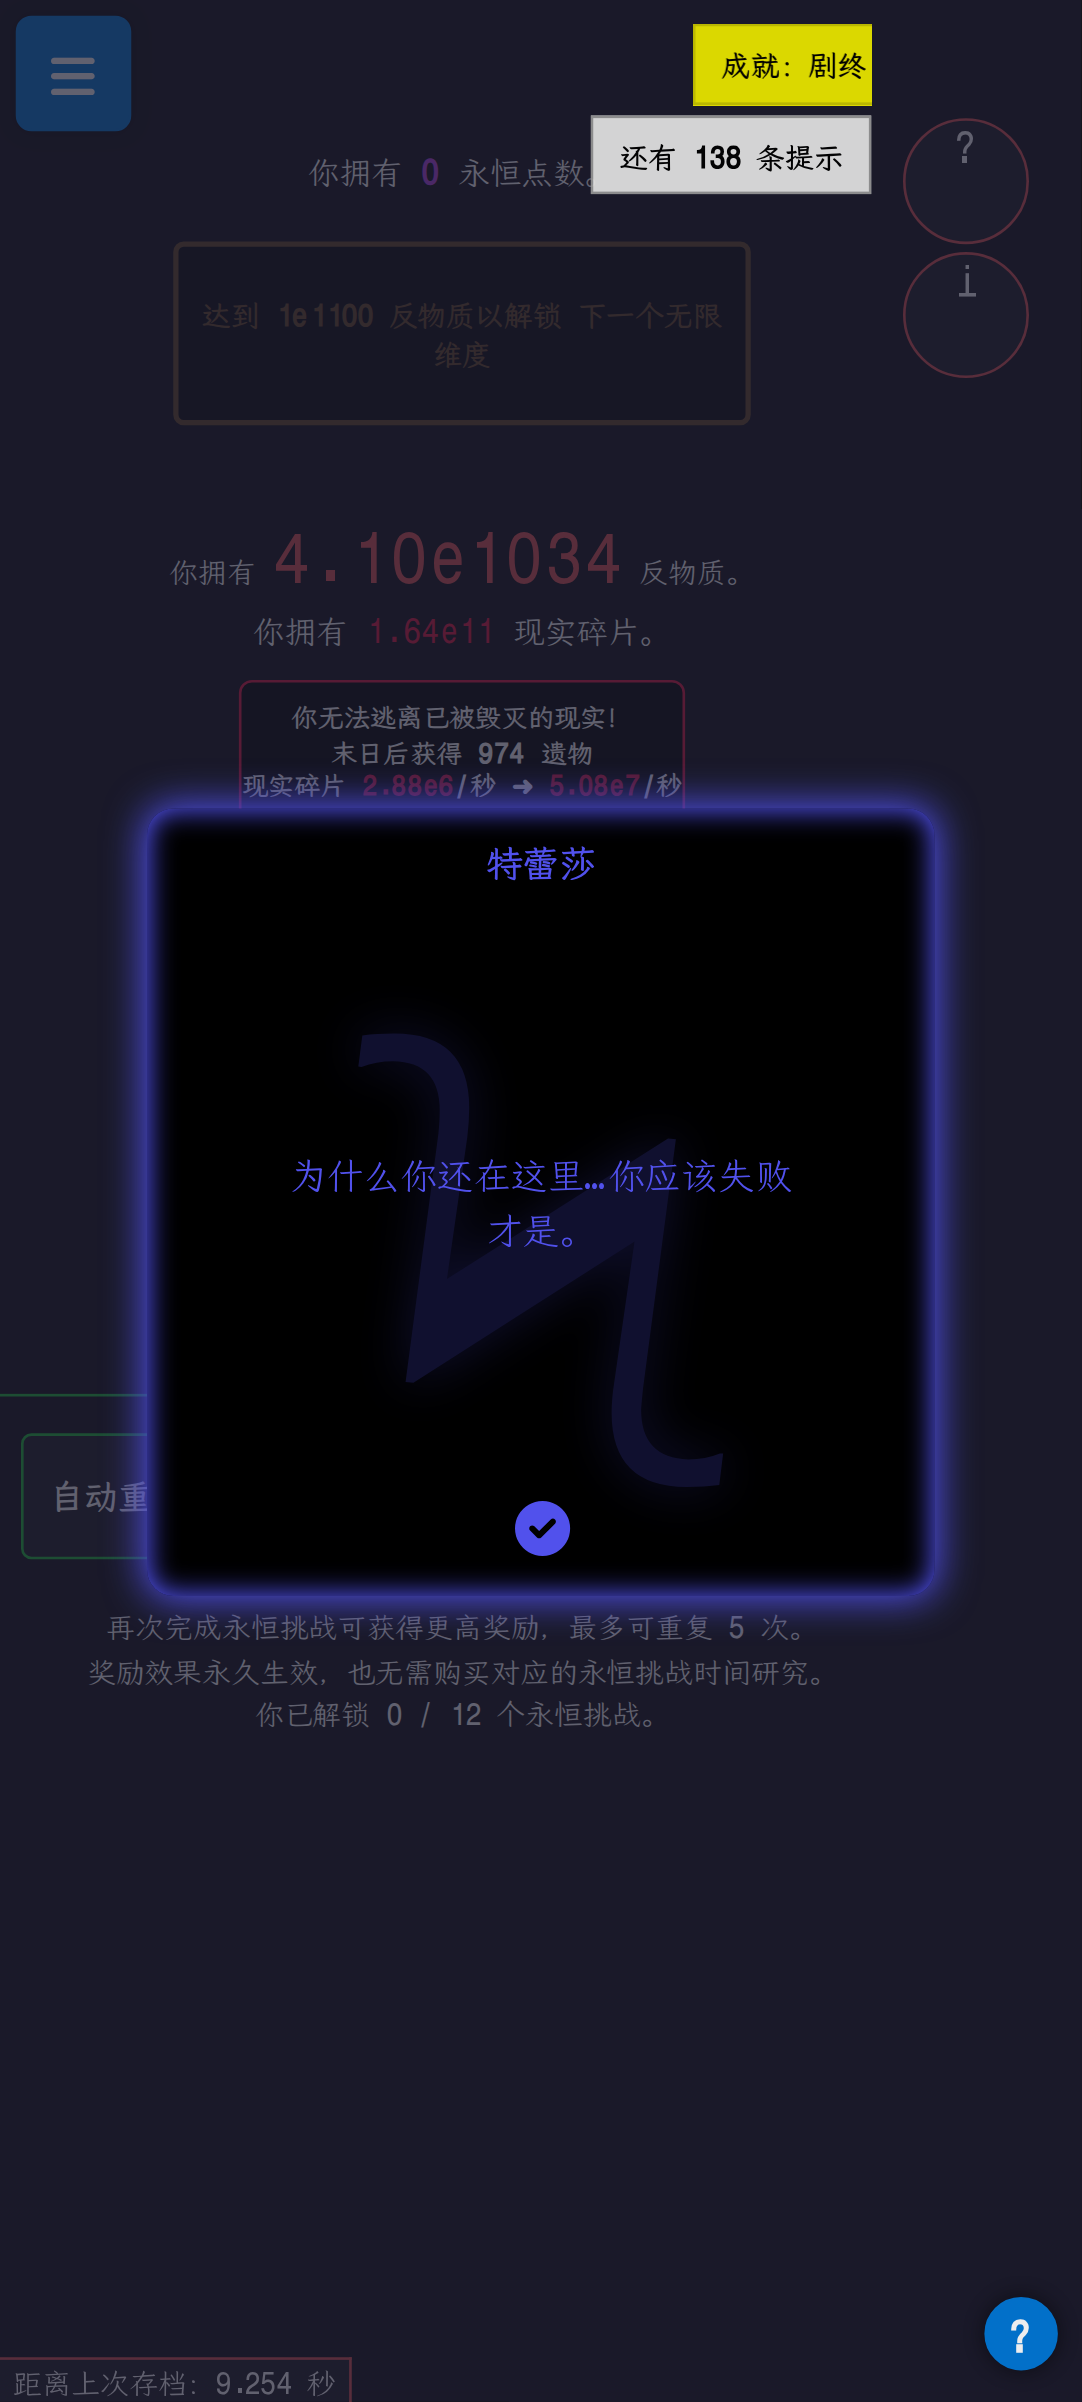 成就: 剧终
还有 138 条提示
?
i
你拥有 0 永恒点数。
达到 1e1100 反物质以解锁 下一个无限
维度
你拥有 4.10e1034 反物质。
你拥有 1.64e11 现实碎片。
你无法逃离已被毁灭的现实!
末日后获得 974 遗物
现实碎片 2.88e6/秒 ➜ 5.08e7/秒
特蕾莎
为什么你还在这里…你应该失败
才是。
自动重
再次完成永恒挑战可获得更高奖励, 最多可重复 5 次。
奖励效果永久生效, 也无需购买对应的永恒挑战时间研究。
你已解锁 0 / 12 个永恒挑战。
?
距离上次存档: 9.254 秒